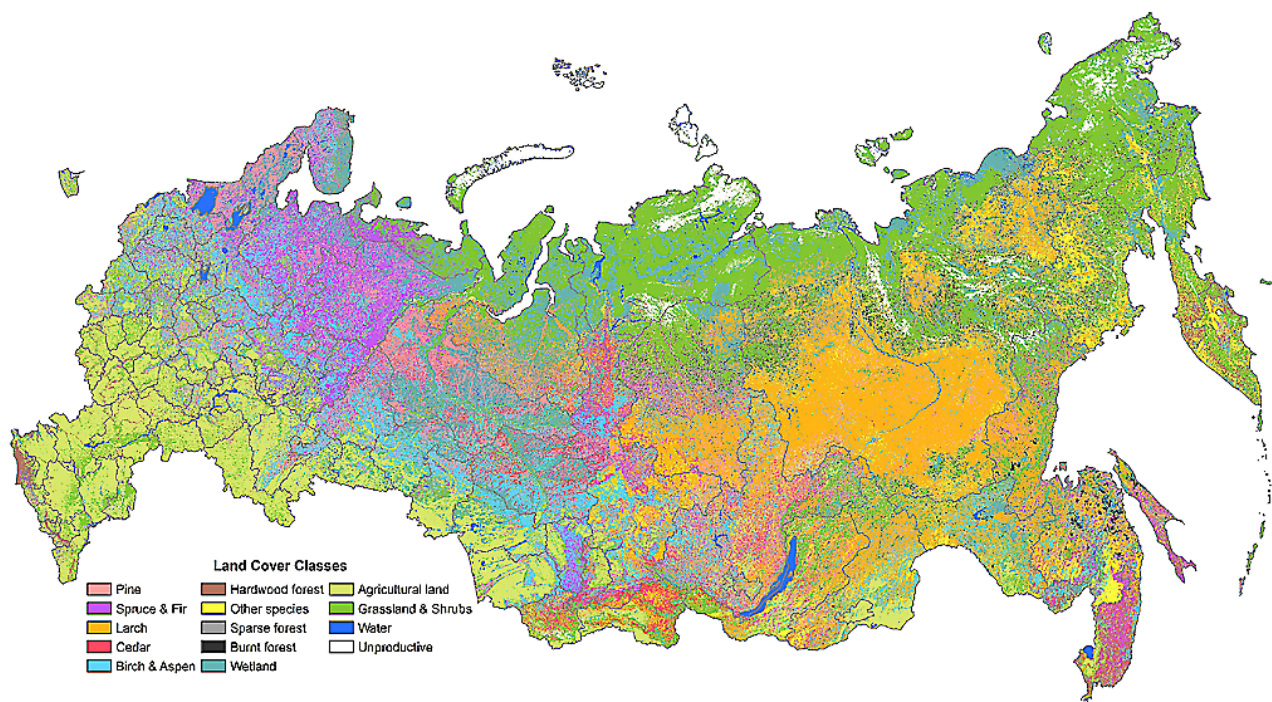 Land Cover Classes
Pine
Spruce & Fir
Larch
Cedar
Birch & Aspen
Hardwood forest
Other species
Sparse forest
Burnt forest
Wetland
Agricultural land
Grassland & Shrubs
Water
Unproductive